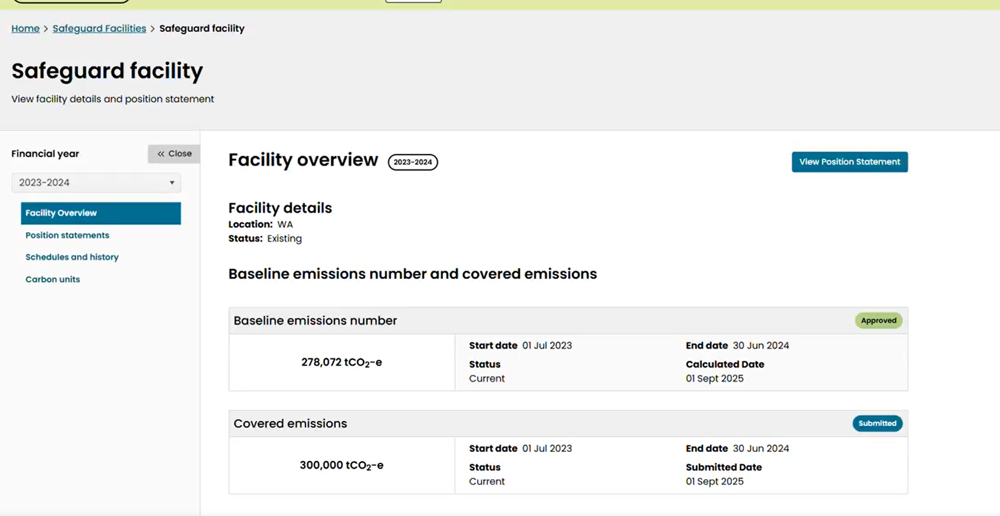 Home > Safeguard Facilities > Safeguard facility
Safeguard facility
View facility details and position statement
Financial year
« Close
2023-2024
Facility Overview
Position statements
Schedules and history
Carbon units
Facility overview 2023-2024
View Position Statement
Facility details
Location: WA
Status: Existing
Baseline emissions number and covered emissions
Baseline emissions number Approved
278,072 tCO₂-e
Start date 01 Jul 2023
End date 30 Jun 2024
Status
Current
Calculated Date
01 Sept 2025
Covered emissions Submitted
300,000 tCO₂-e
Start date 01 Jul 2023
End date 30 Jun 2024
Status
Current
Submitted Date
01 Sept 2025